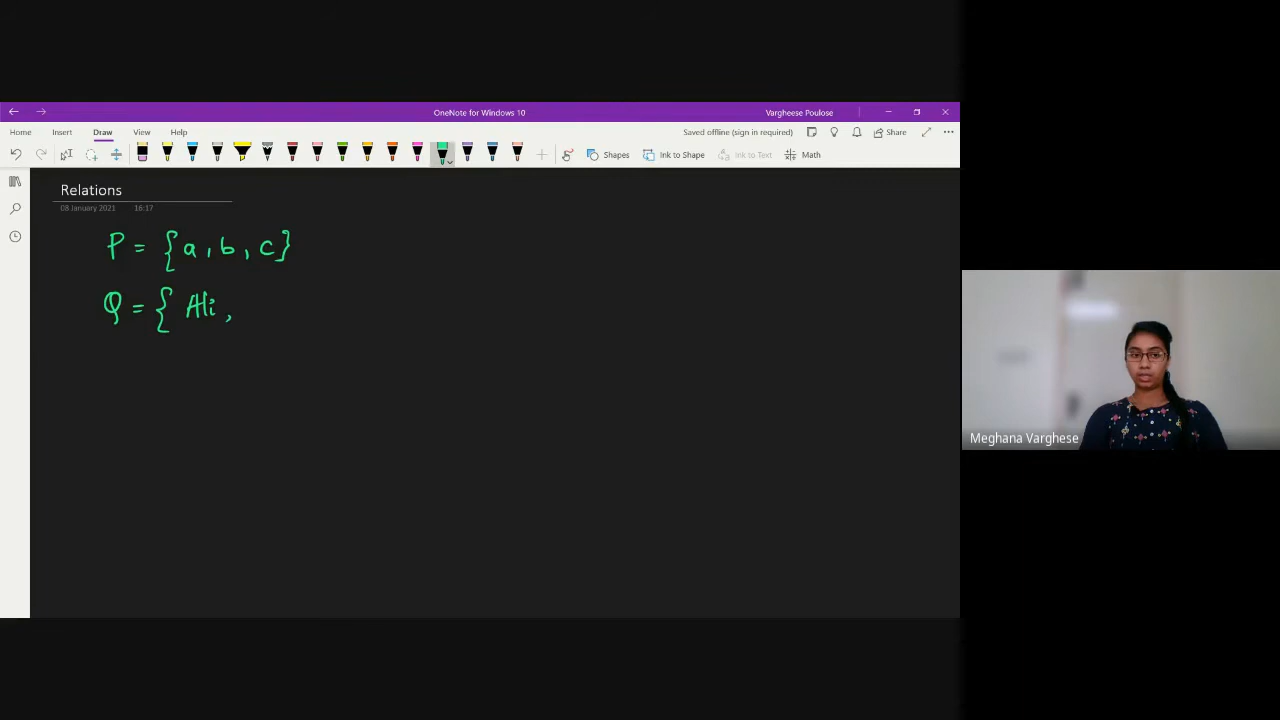 OneNote for Windows 10
Vargheese Poulose
Home Insert Draw View Help
Saved offline (sign in required)
Share
Shapes
Ink to Shape
Ink to Text
Math
Relations
08 January 2021 16:17
P = {a, b, c}
Q = { Ali,
Meghana Varghese